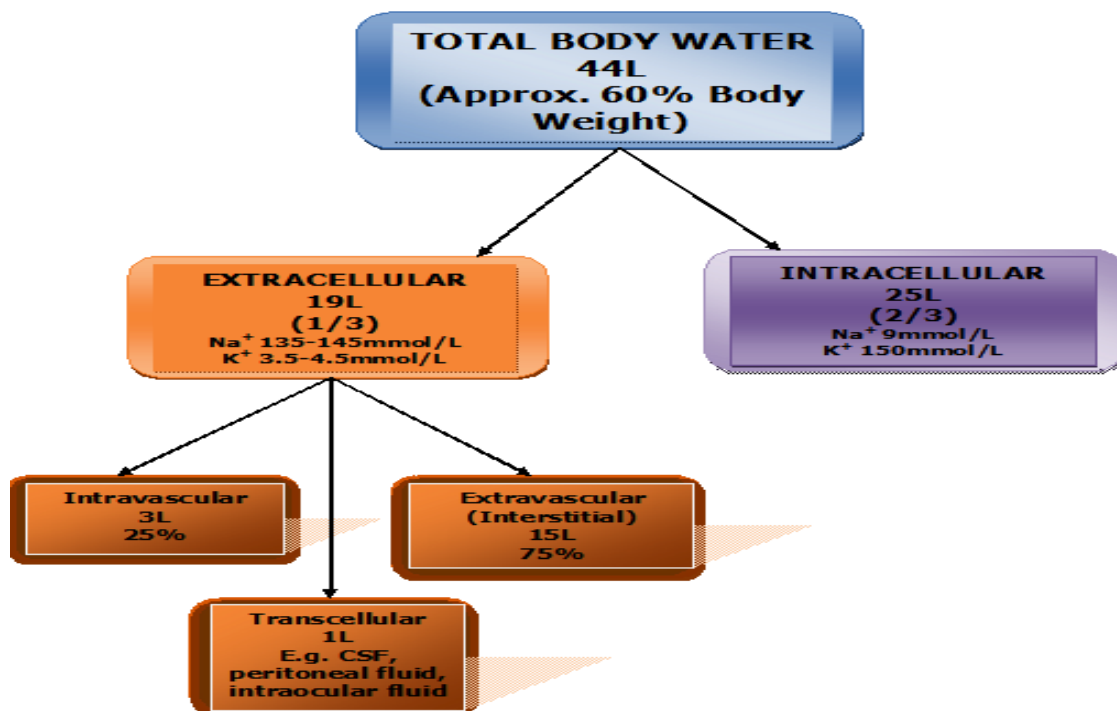 TOTAL BODY WATER
44L
(Approx. 60% Body
Weight)
EXTRACELLULAR
19L
(1/3)
Na⁺ 135-145mmol/L
K⁺ 3.5-4.5mmol/L
INTRACELLULAR
25L
(2/3)
Na⁺ 9mmol/L
K⁺ 150mmol/L
Intravascular
3L
25%
Extravascular
(Interstitial)
15L
75%
Transcellular
1L
E.g. CSF,
peritoneal fluid,
intraocular fluid